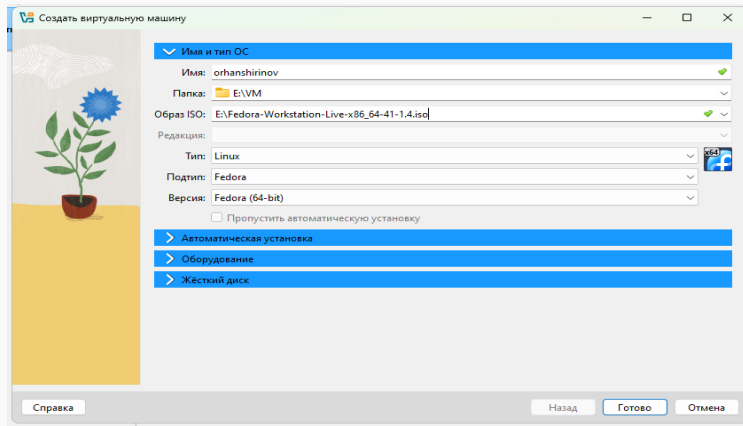 Создать виртуальную машину
Имя и тип ОС
Имя: orhanshirinov
Папка: E:\VM
Образ ISO: E:\Fedora-Workstation-Live-x86_64-41-1.4.iso
Редакция:
Тип: Linux
x64
Подтип: Fedora
Версия: Fedora (64-bit)
Пропустить автоматическую установку
Автоматическая установка
Оборудование
Жёсткий диск
Справка Назад Готово Отмена